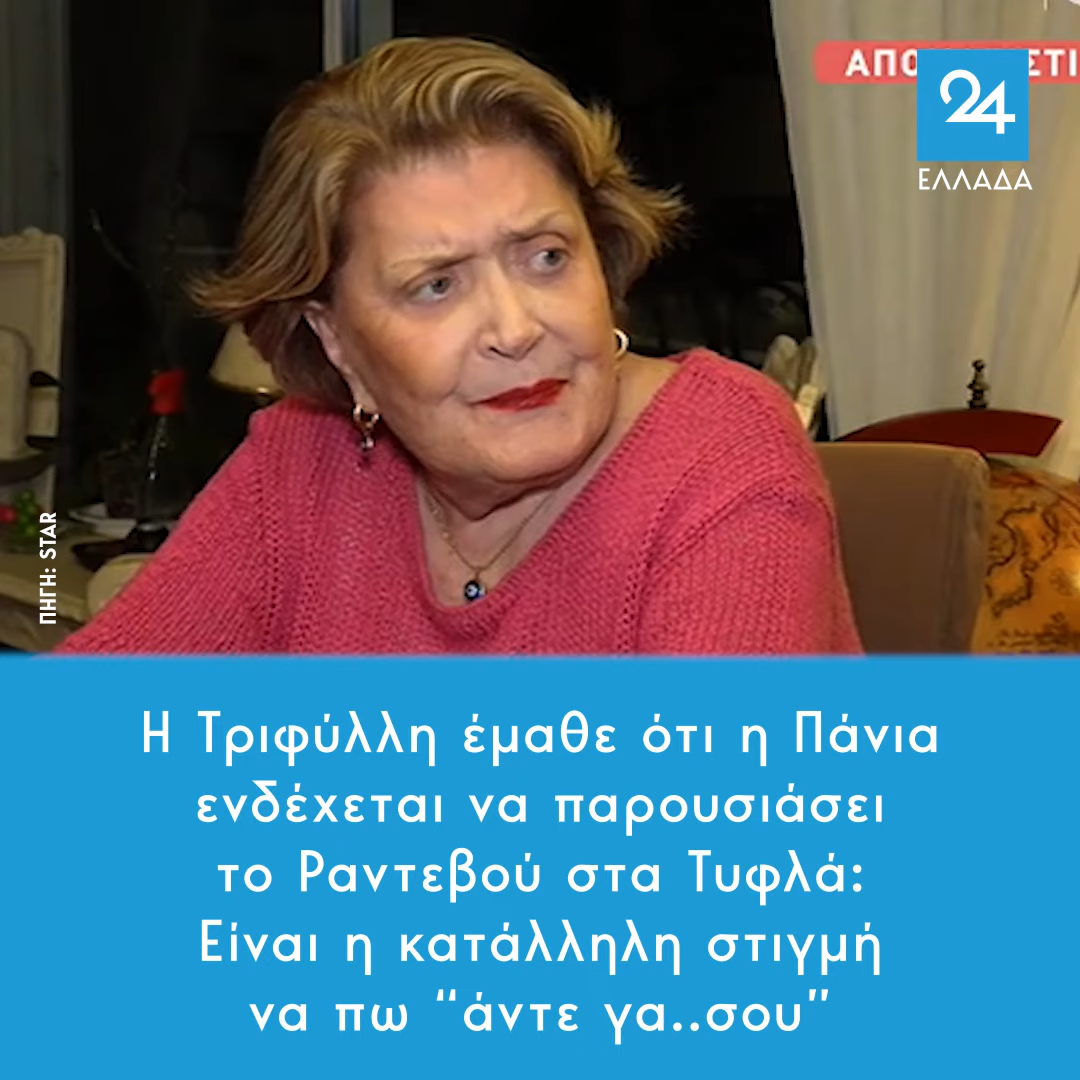 24
ΕΛΛΑΔΑ
ΠΗΓΗ: STAR
Η Τριφύλλη έμαθε ότι η Πάνια
ενδέχεται να παρουσιάσει
το Ραντεβού στα Τυφλά:
Είναι η κατάλληλη στιγμή
να πω “άντε γα..σου”